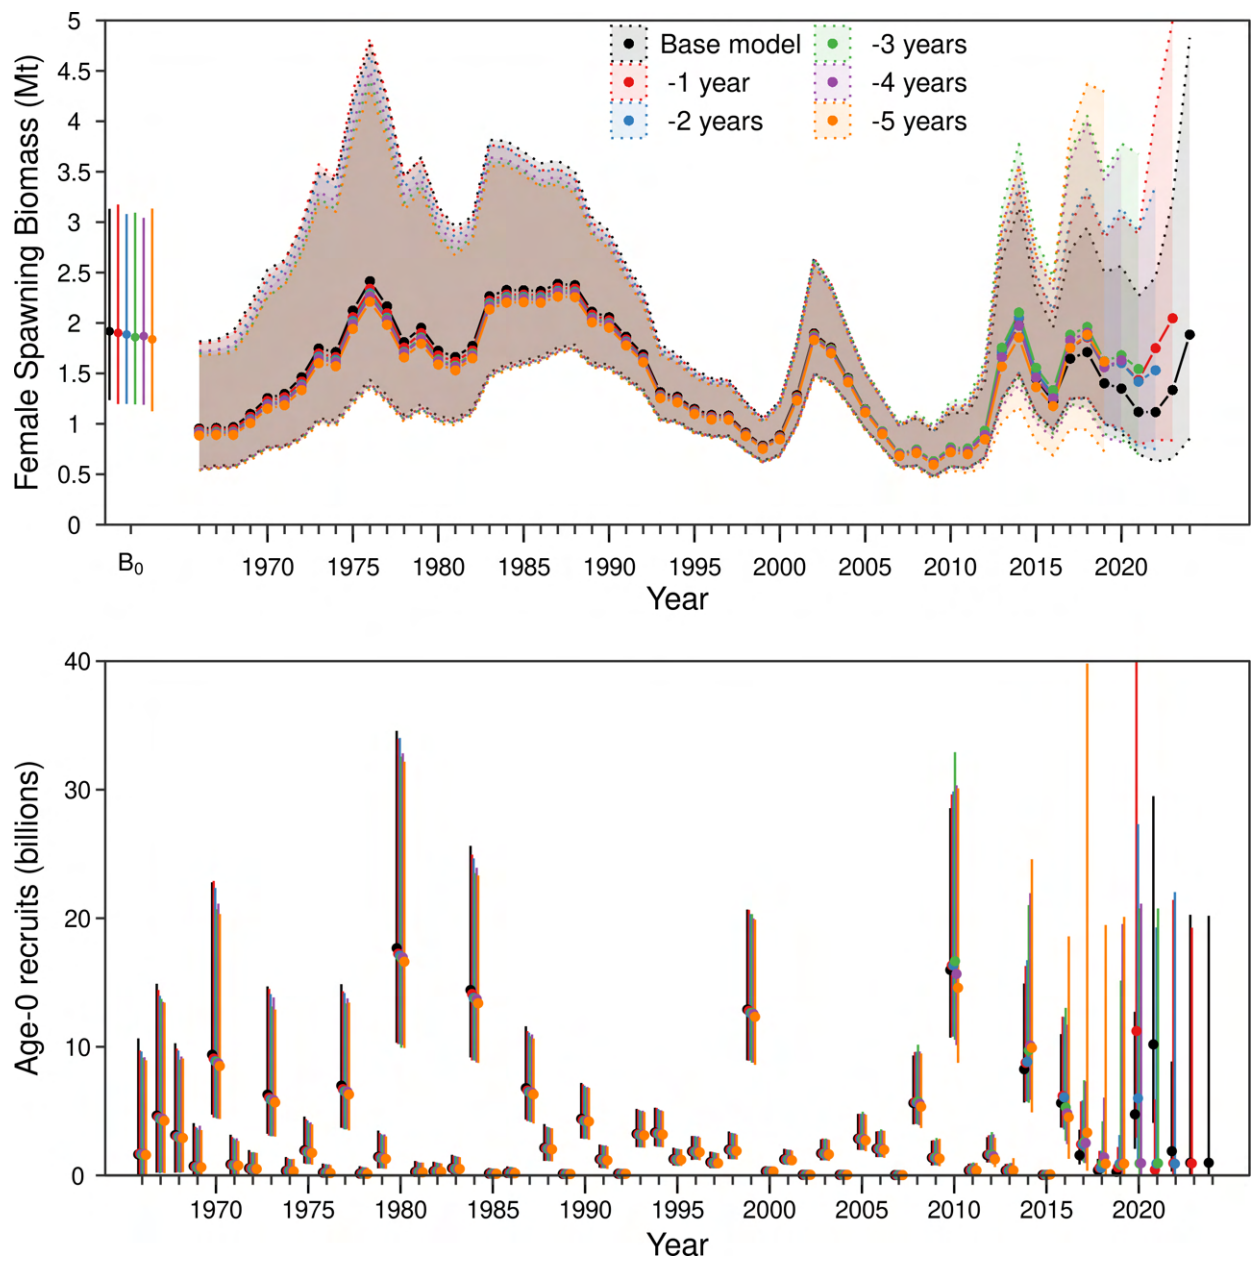 Female Spawning Biomass (Mt)
5
4.5
4
3.5
3
2.5
2
1.5
1
0.5
0
Base model
-1 year
-2 years
-3 years
-4 years
-5 years
B₀
1970 1975 1980 1985 1990 1995 2000 2005 2010 2015 2020
Year
Age-0 recruits (billions)
40
30
20
10
0
1970 1975 1980 1985 1990 1995 2000 2005 2010 2015 2020
Year